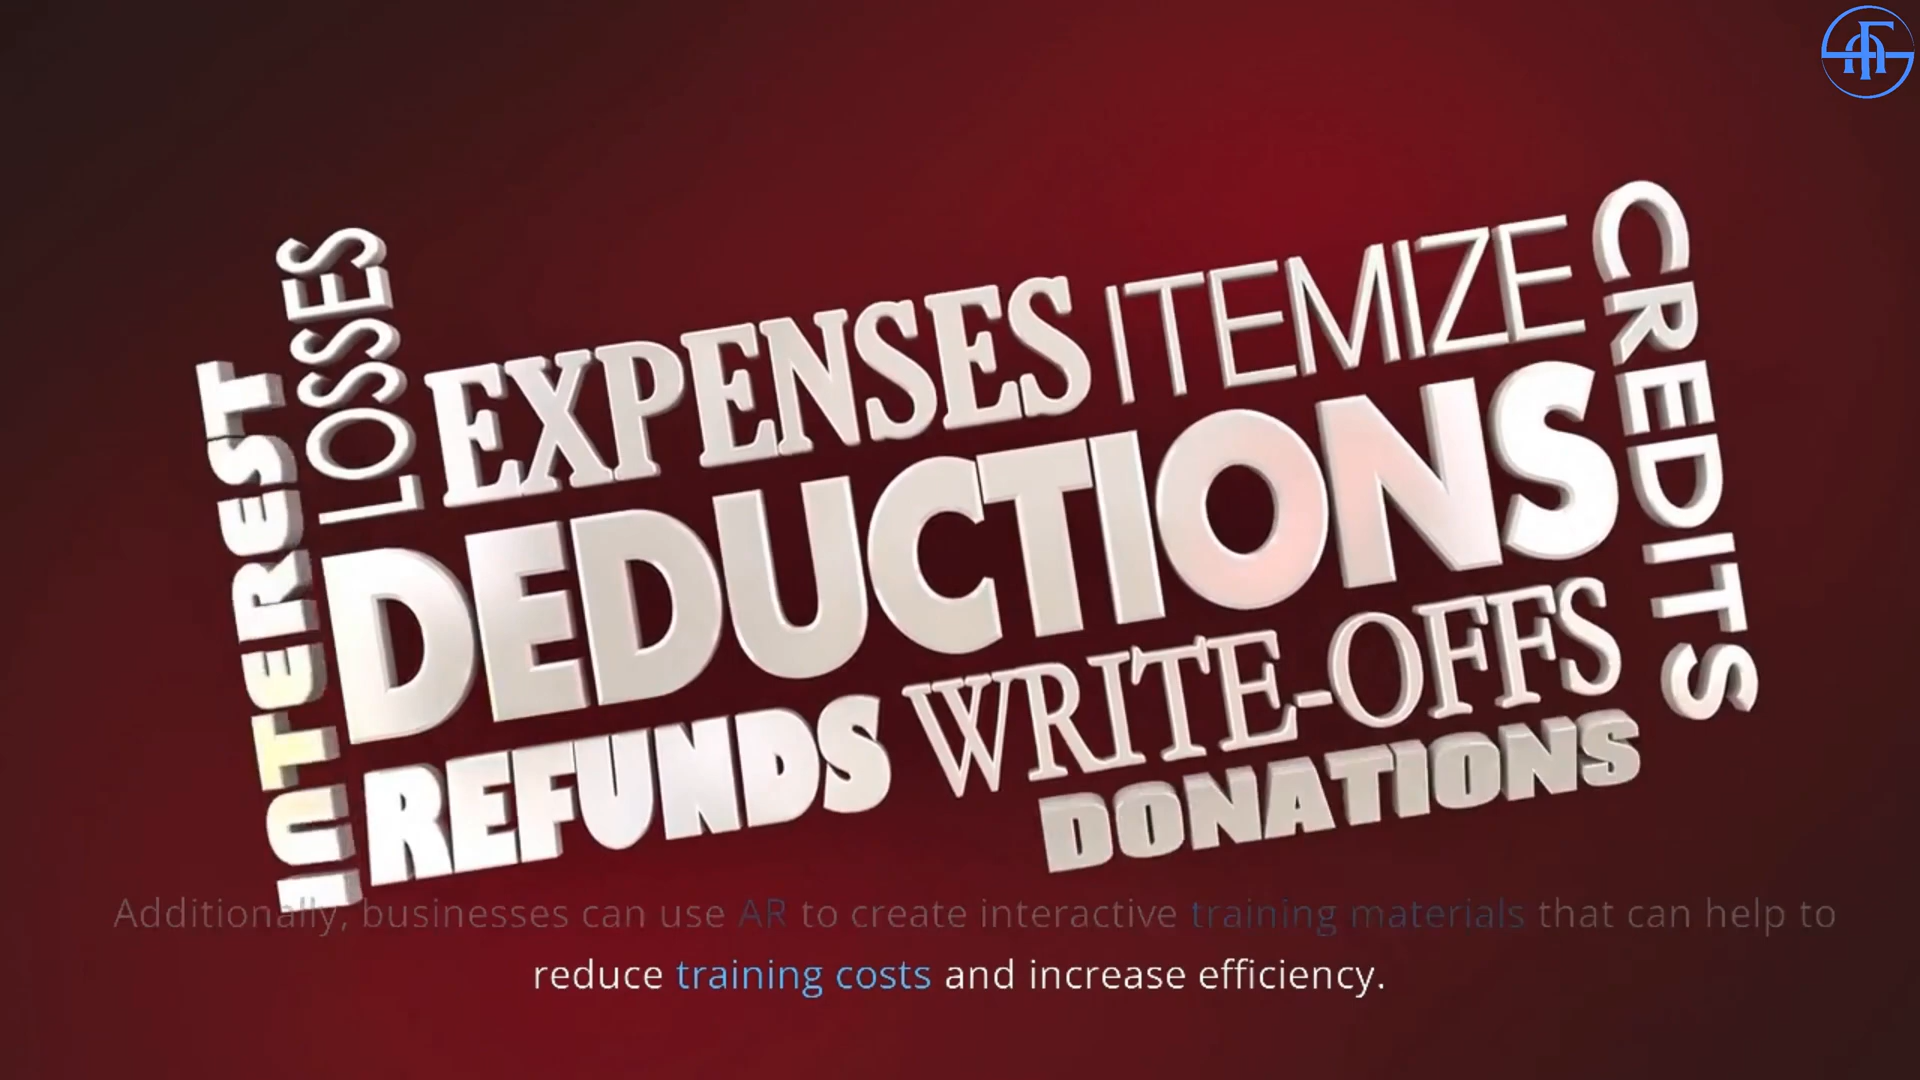 LOSSES
INTEREST
EXPENSES ITEMIZE
CREDITS
DEDUCTIONS
REFUNDS WRITE-OFFS
DONATIONS
Additionally, businesses can use AR to create interactive training materials that can help to
reduce training costs and increase efficiency.